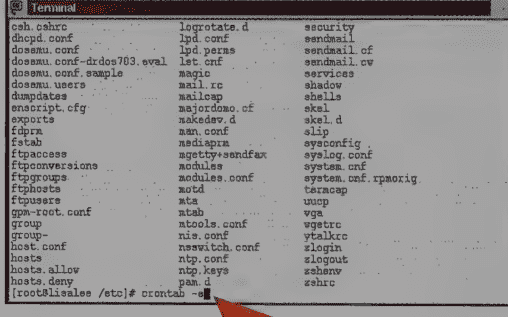 Terminal
csh.cshrc logrotate.d security
dhcpd.conf lpd.conf sendmail
dosemu.conf lpd.perms sendmail.cf
dosemu.conf-drdos703.eval ltrace.conf sendmail.cw
dosemu.conf.sample magic services
dosemu.users mail.rc shadow
dumpdates mailcap shells
enscript.cfg majordomo.cf skel
exports makedev.d skel.d
fdprm man.conf slip
fstab mediaprm sysconfig
ftpaccess mgetty+sendfax syslog.conf
ftpconversions modules system.cnf
ftpgroups modules.conf system.cnf.rpmorig
ftphosts motd termcap
ftpusers mta uucp
gpm-root.conf mtab vga
group mtools.conf wgetrc
group- nis.conf ytalkrc
host.conf nsswitch.conf zlogin
hosts ntp.conf zlogout
hosts.allow ntp.keys zshenv
hosts.deny pam.d zshrc
[root@lisales /etc]# crontab -e